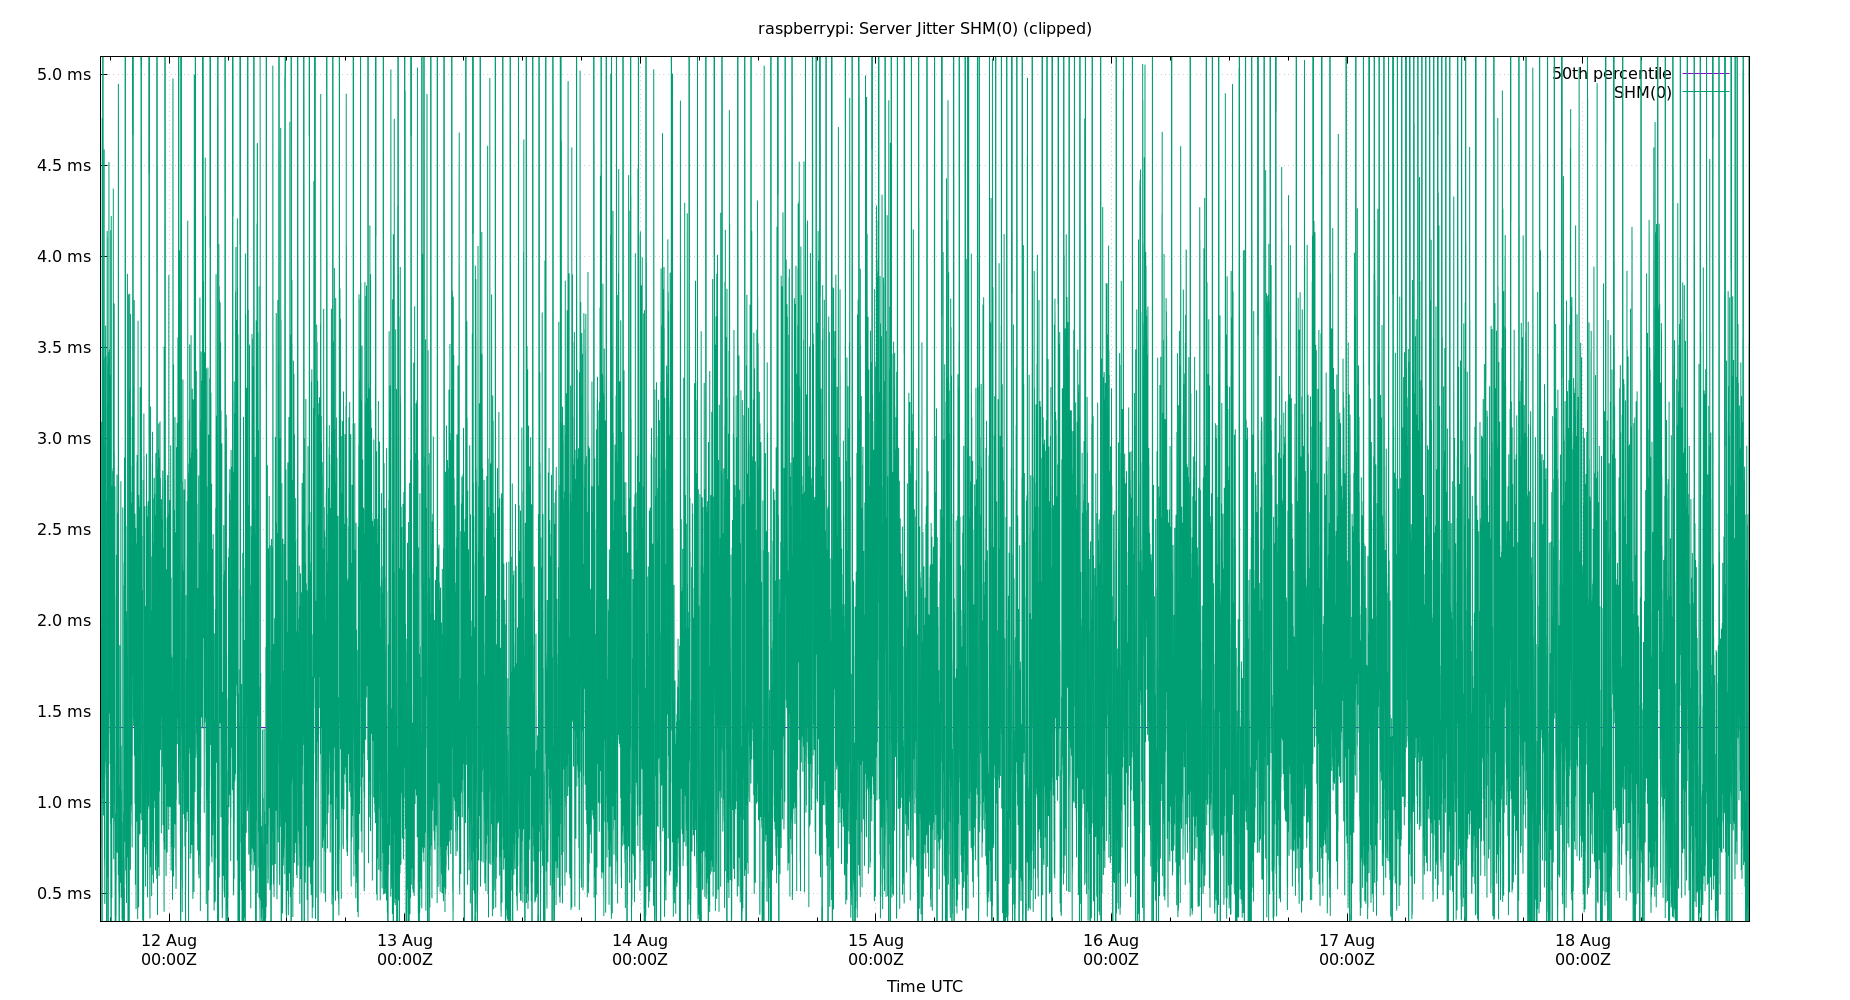 raspberrypi: Server Jitter SHM(0) (clipped)
5.0 ms
50th percentile
SHM(0)
4.5 ms
4.0 ms
3.5 ms
3.0 ms
2.5 ms
2.0 ms
1.5 ms
1.0 ms
0.5 ms
12 Aug 13 Aug 14 Aug 15 Aug 16 Aug 17 Aug 18 Aug
00:00Z 00:00Z 00:00Z 00:00Z 00:00Z 00:00Z 00:00Z
Time UTC